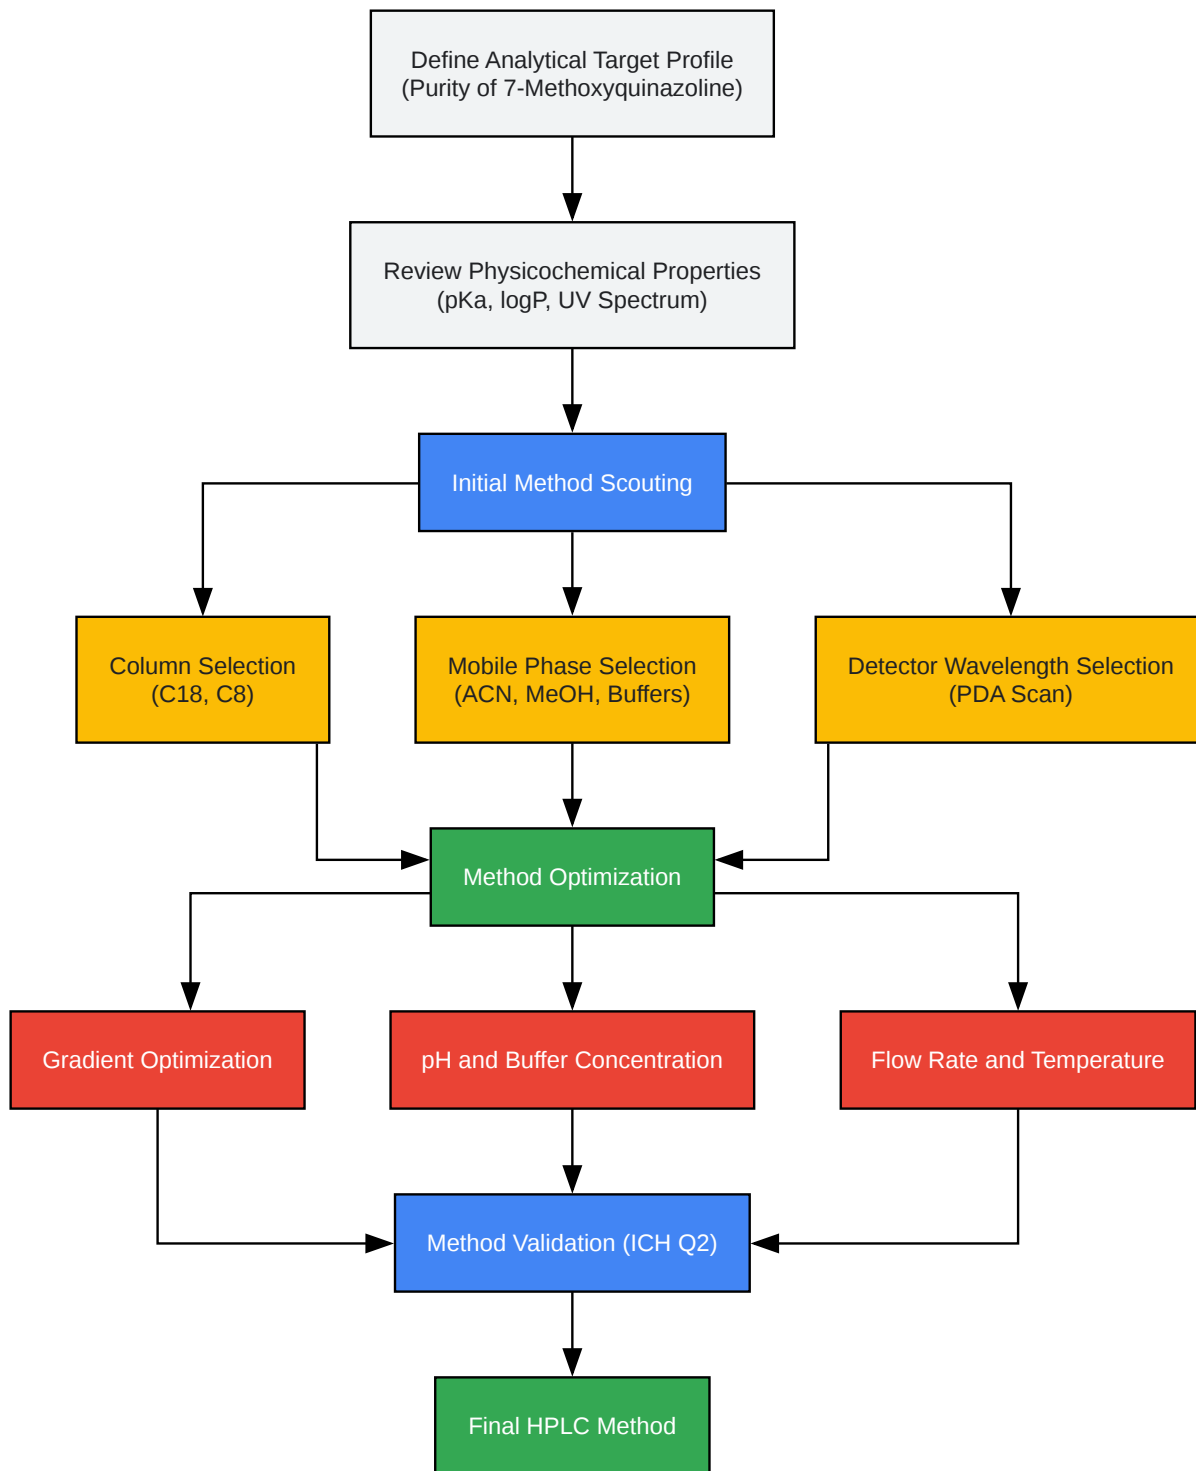 Define Analytical Target Profile
(Purity of 7-Methoxyquinazoline)
Review Physicochemical Properties
(pKa, logP, UV Spectrum)
Initial Method Scouting
Column Selection
(C18, C8)
Mobile Phase Selection
(ACN, MeOH, Buffers)
Detector Wavelength Selection
(PDA Scan)
Method Optimization
Gradient Optimization
pH and Buffer Concentration
Flow Rate and Temperature
Method Validation (ICH Q2)
Final HPLC Method